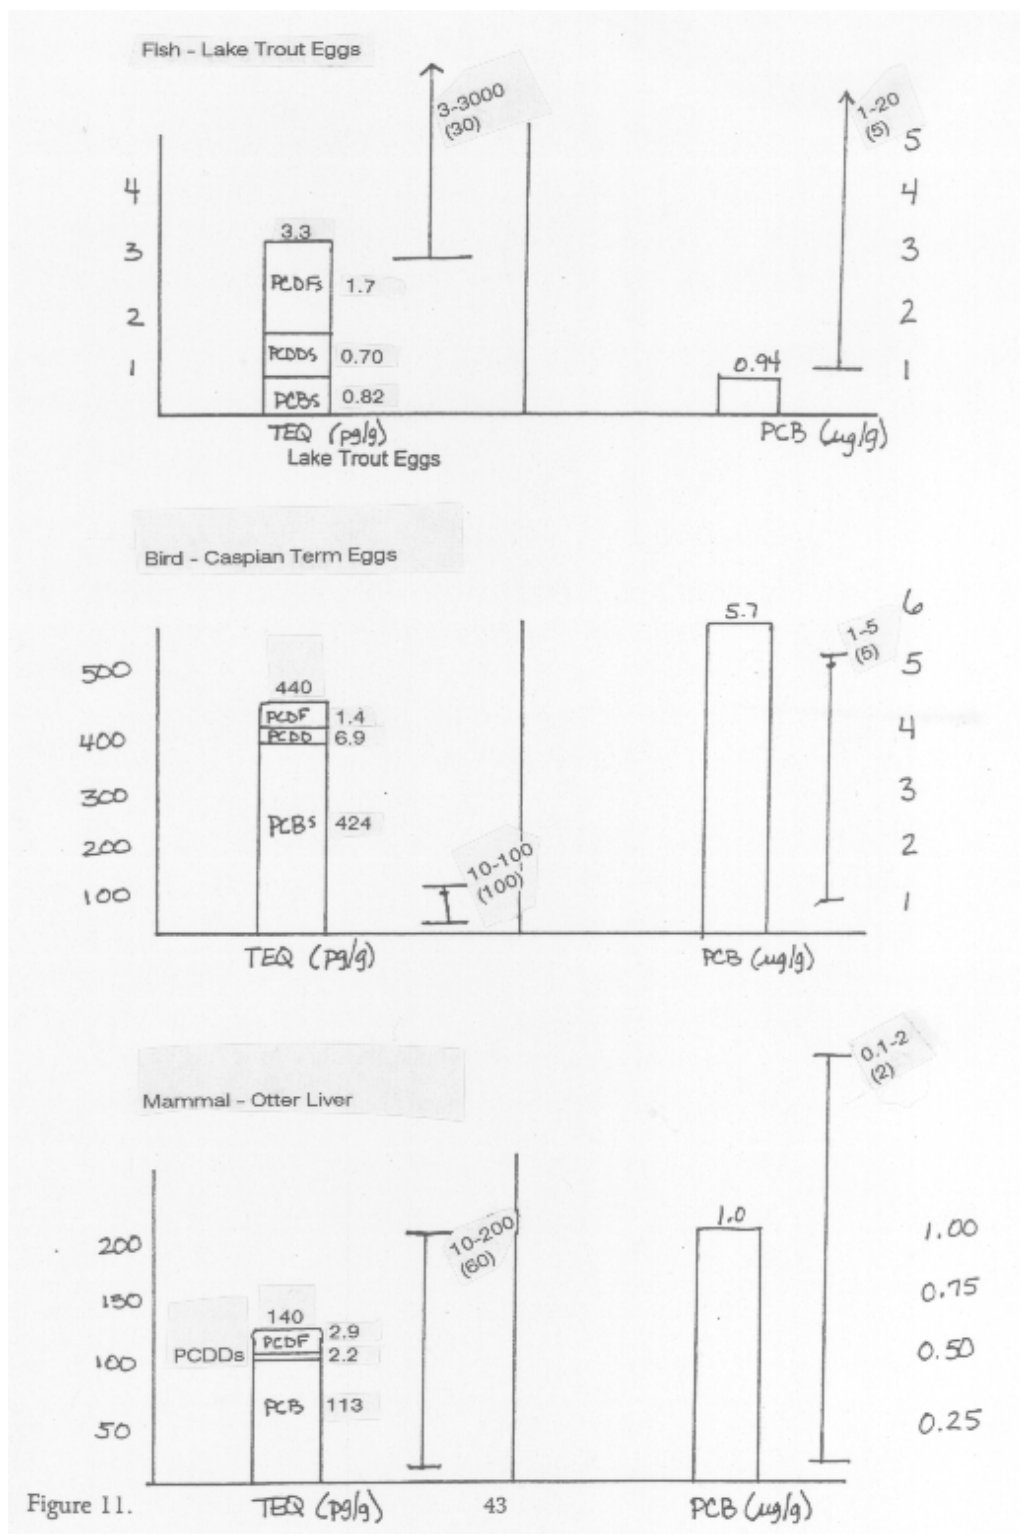 Fish - Lake Trout Eggs
3-3000
(30)
1-20
(5)
5
4
4
3.3
3
3
PCDFs 1.7
2
2
PCDDs 0.70
0.94
1
1
PCBs 0.82
TEQ (pg/g)
PCB (ug/g)
Lake Trout Eggs
Bird - Caspian Term Eggs
6
5.7
1-5
(5)
500
5
440
PCDF 1.4
4
400
PCDD 6.9
300
3
PCBs 424
200
2
10-100
(100)
100
1
TEQ (pg/g)
PCB (ug/g)
0.1-2
(2)
Mammal - Otter Liver
1.0
10-200
(60)
200
1.00
150
0.75
140
PCDF 2.9
PCDDs 2.2
100
0.50
PCB 113
50
0.25
Figure 11.
TEQ (pg/g)
43
PCB (ug/g)